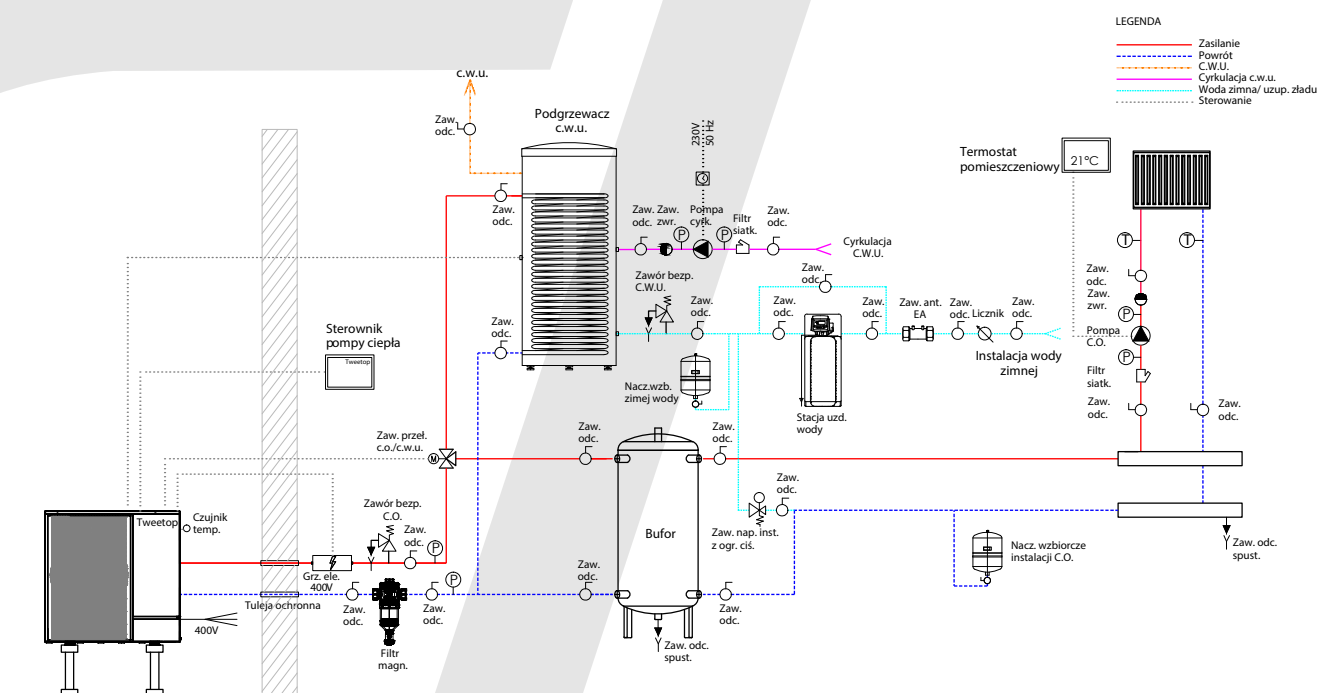 LEGENDA
Zasilanie
Powrót
C.W.U.
Cyrkulacja c.w.u.
Woda zimna/ uzup. zładu
Sterowanie
c.w.u.
Zaw.
odc.
Podgrzewacz
c.w.u.
230V
50 Hz
Termostat
pomieszczeniowy
21°C
Zaw.
odc.
Zaw.
odc.
Zaw.
zwr.
P
Pompa
cyrk.
P
Filtr
siatk.
Zaw.
odc.
Cyrkulacja
C.W.U.
T
T
Zawór bezp.
C.W.U.
Zaw.
odc.
Zaw.
odc.
Zaw.
odc.
Zaw.
odc.
Zaw. ant.
EA
Zaw.
odc.
Licznik
Zaw.
odc.
Instalacja wody
zimnej
Zaw.
odc.
Zaw.
zwr.
P
Pompa
C.O.
P
Filtr
siatk.
Zaw.
odc.
Zaw.
odc.
Zaw.
odc.
Sterownik
pompy ciepła
Tweetop
Nacz.wzb.
zimej wody
Stacja uzd.
wody
Zaw. przeł.
c.o./c.w.u.
M
Zaw.
odc.
Zaw.
odc.
Zaw.
odc.
Tweetop
Czujnik
temp.
Zawór bezp.
C.O.
Zaw.
odc.
P
Bufor
Zaw. nap. inst.
z ogr. ciś.
Nacz. wzbiorcze
instalacji C.O.
Zaw. odc.
spust.
Grz. ele.
400V
P
Tuleja ochronna
400V
Zaw.
odc.
Zaw.
odc.
Zaw.
odc.
Zaw.
odc.
Filtr
magn.
Zaw. odc.
spust.